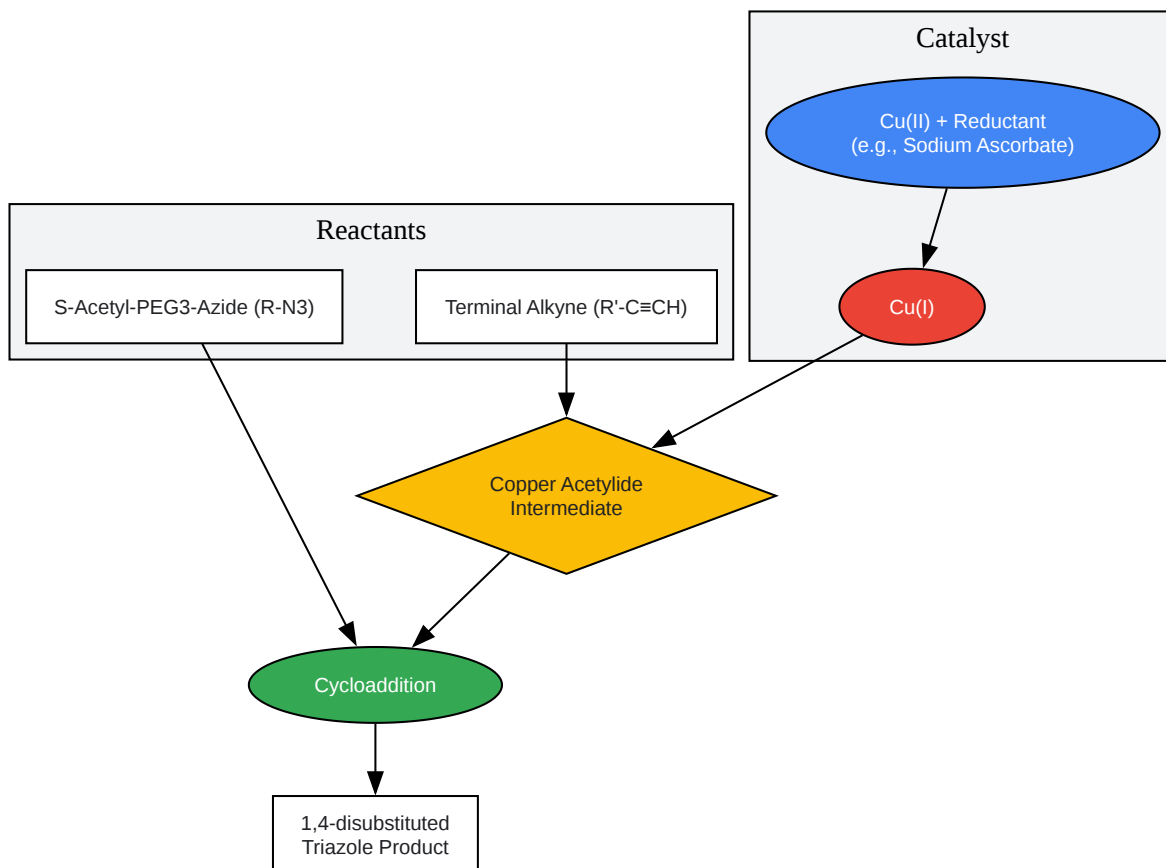 Catalyst
Cu(II) + Reductant
(e.g., Sodium Ascorbate)
Reactants
S-Acetyl-PEG3-Azide (R-N3)
Terminal Alkyne (R'-C≡CH)
Cu(I)
Copper Acetylide
Intermediate
Cycloaddition
1,4-disubstituted
Triazole Product